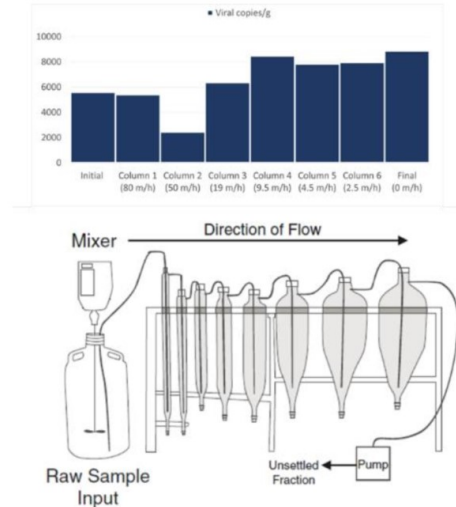 Viral copies/g
10000
8000
6000
4000
2000
0
Initial Column 1 Column 2 Column 3 Column 4 Column 5 Column 6 Final
(80 m/h) (50 m/h) (19 m/h) (9.5 m/h) (4.5 m/h) (2.5 m/h) (0 m/h)
Mixer
Direction of Flow
Unsettled
Fraction
Pump
Raw Sample
Input